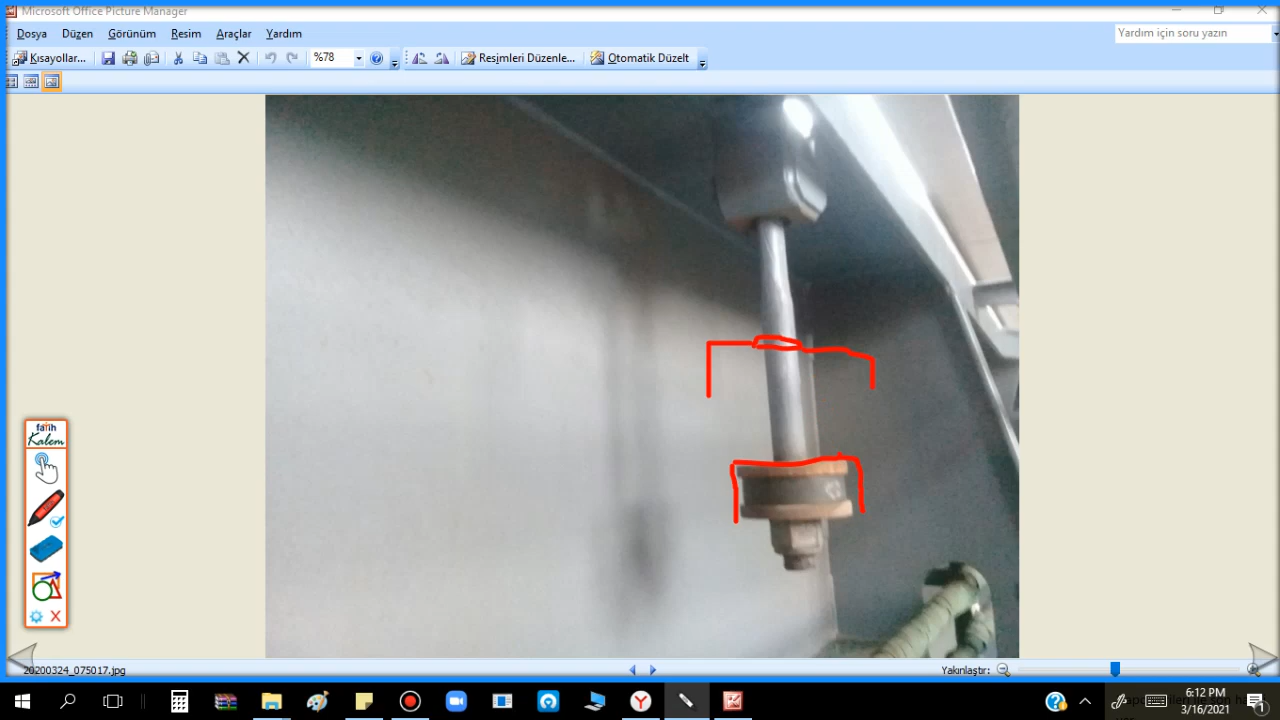 Microsoft Office Picture Manager
Dosya Düzen Görünüm Resim Araçlar Yardım
Yardım için soru yazın
Kısayollar... %78 Resimleri Düzenle... Otomatik Düzelt
fatih
Kalem
20200324_075017.jpg
Yakınlaştır:
6:12 PM
3/16/2021
1